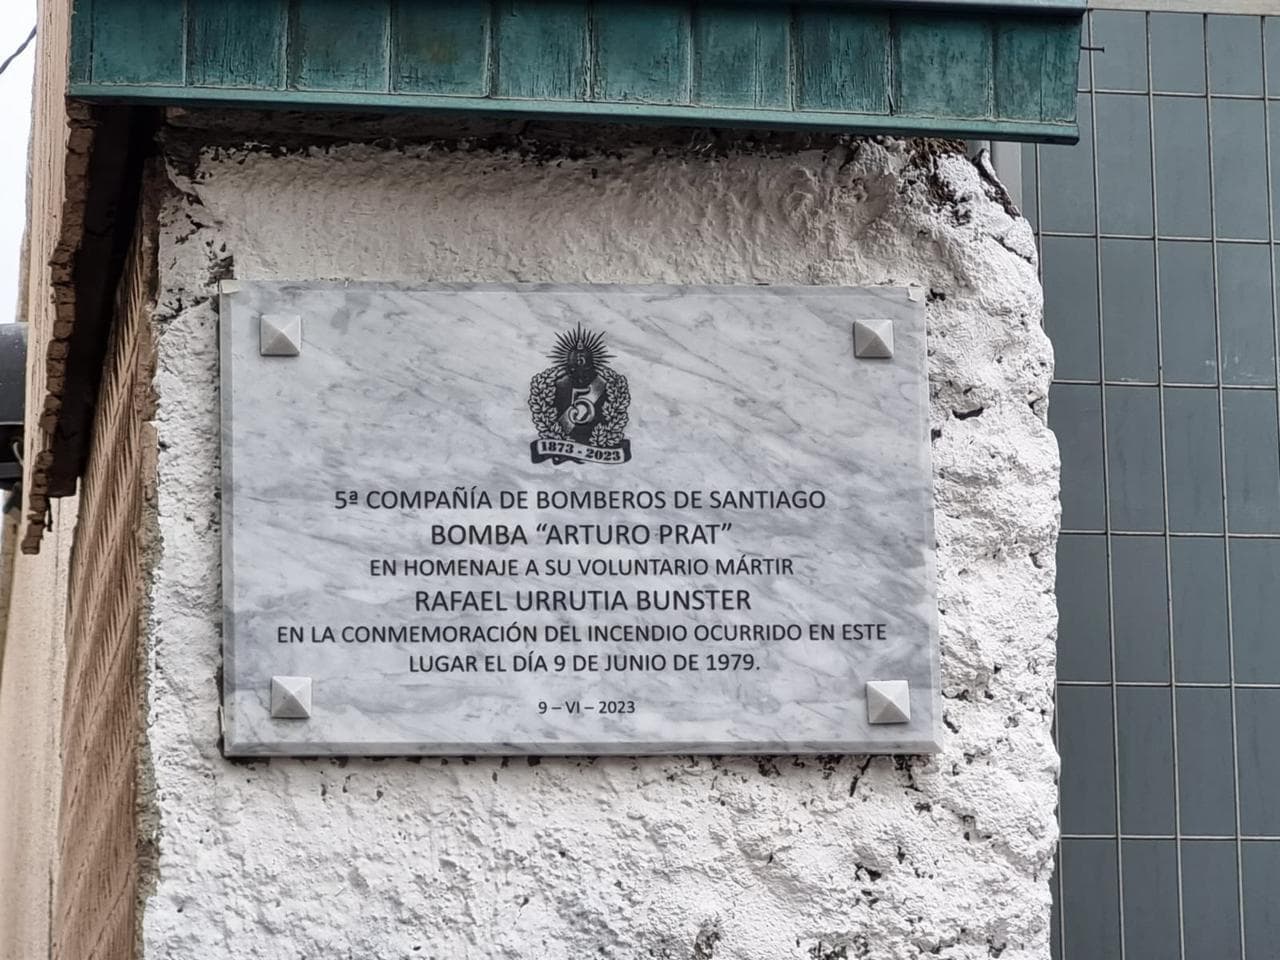 5
5
1873 - 2023
5ª COMPAÑÍA DE BOMBEROS DE SANTIAGO
BOMBA “ARTURO PRAT”
EN HOMENAJE A SU VOLUNTARIO MÁRTIR
RAFAEL URRUTIA BUNSTER
EN LA CONMEMORACIÓN DEL INCENDIO OCURRIDO EN ESTE
LUGAR EL DÍA 9 DE JUNIO DE 1979.
9 – VI – 2023